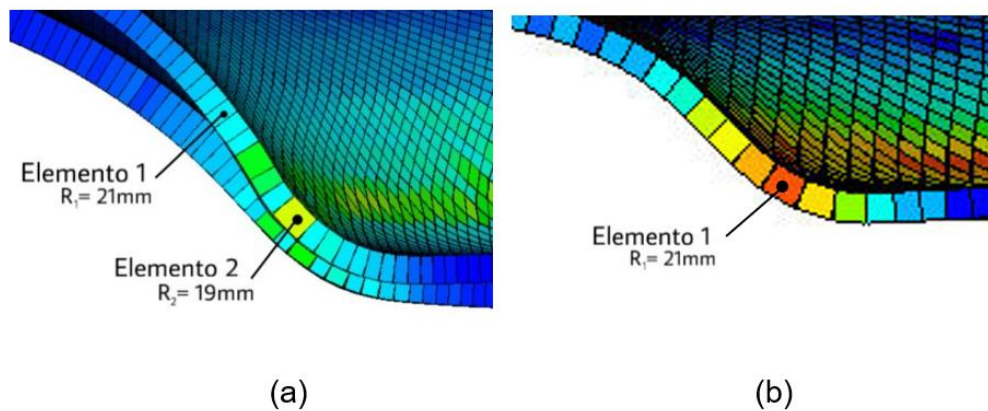 Elemento 1
R₁= 21mm
Elemento 2
R₂= 19mm
Elemento 1
R₁= 21mm
(a)
(b)